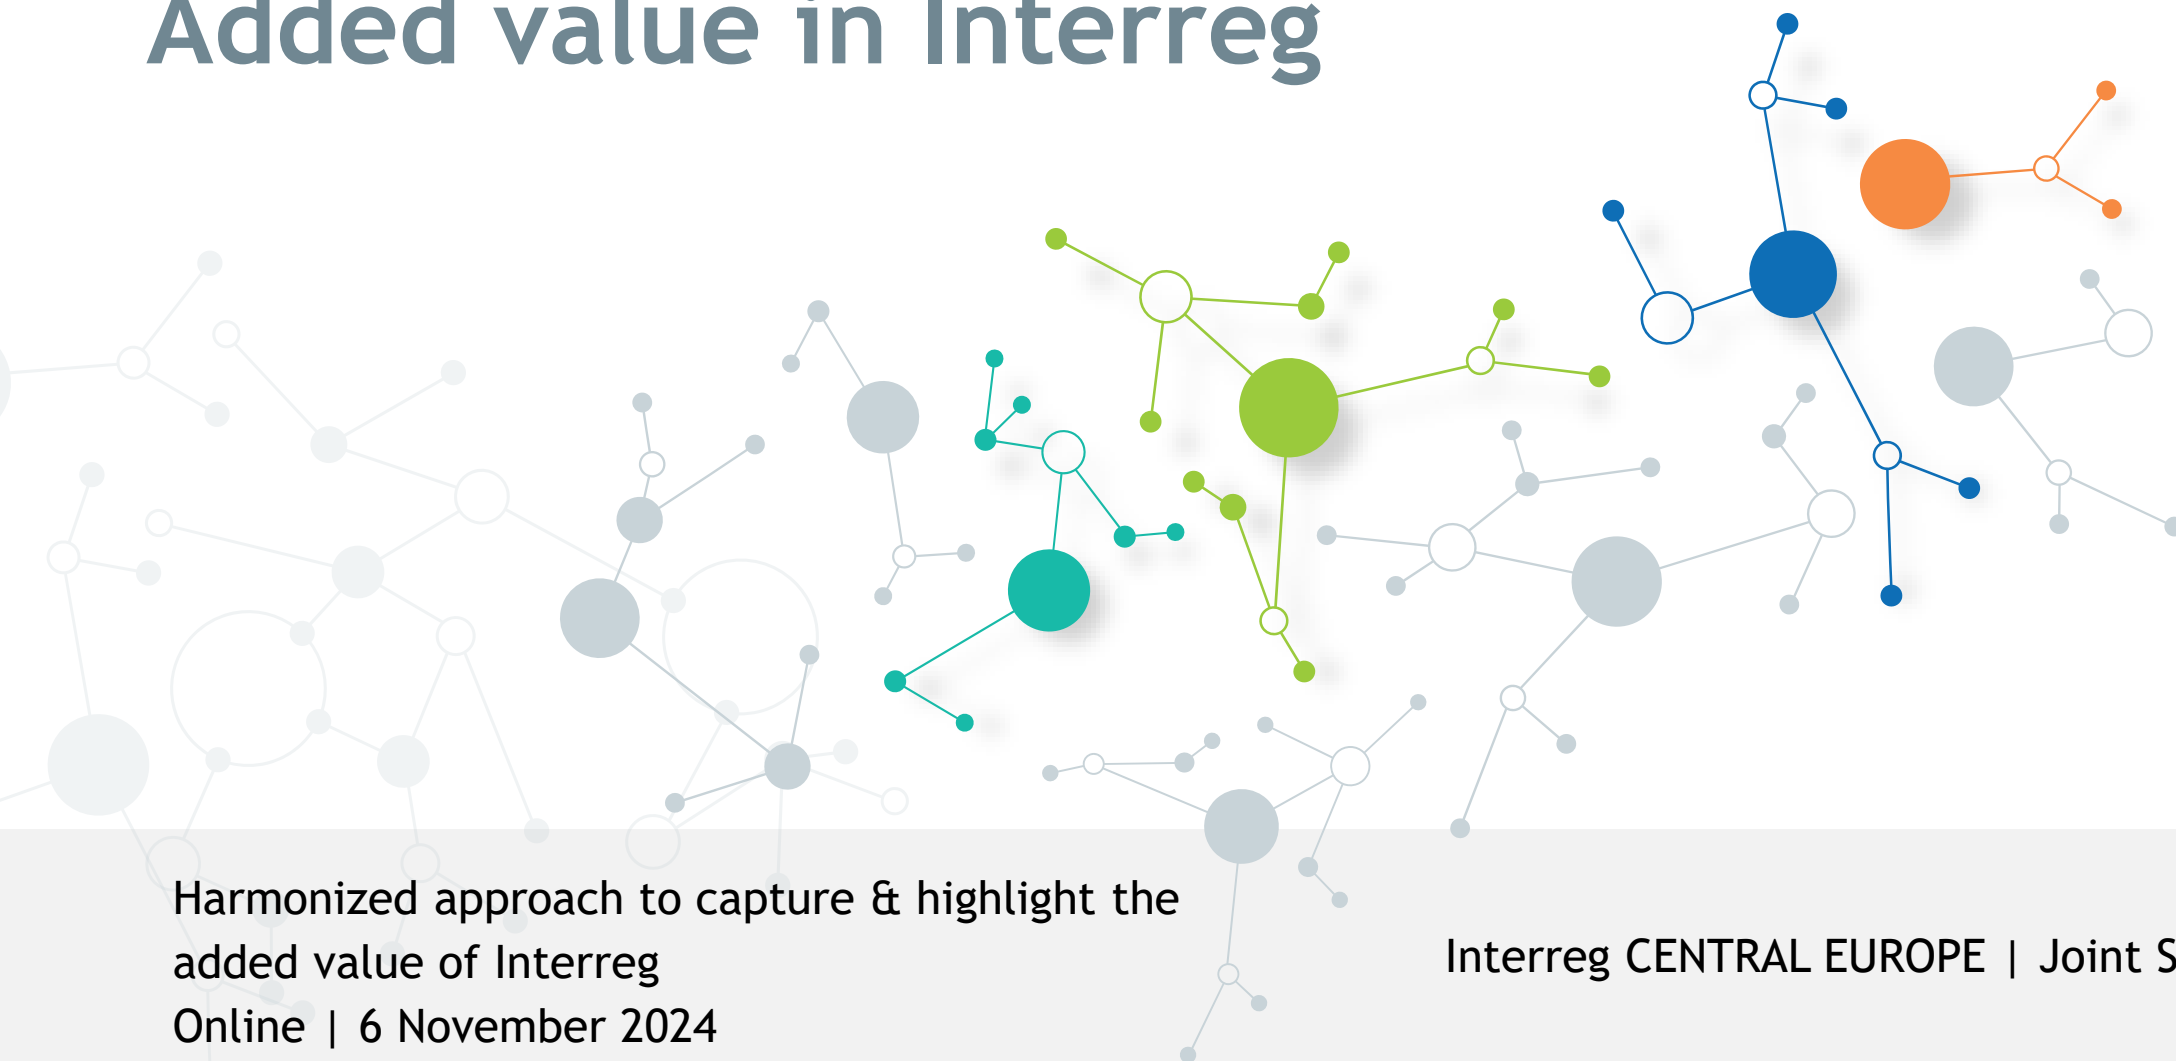 Added value in Interreg
Harmonized approach to capture & highlight the
added value of Interreg
Online | 6 November 2024
Interreg CENTRAL EUROPE | Joint S